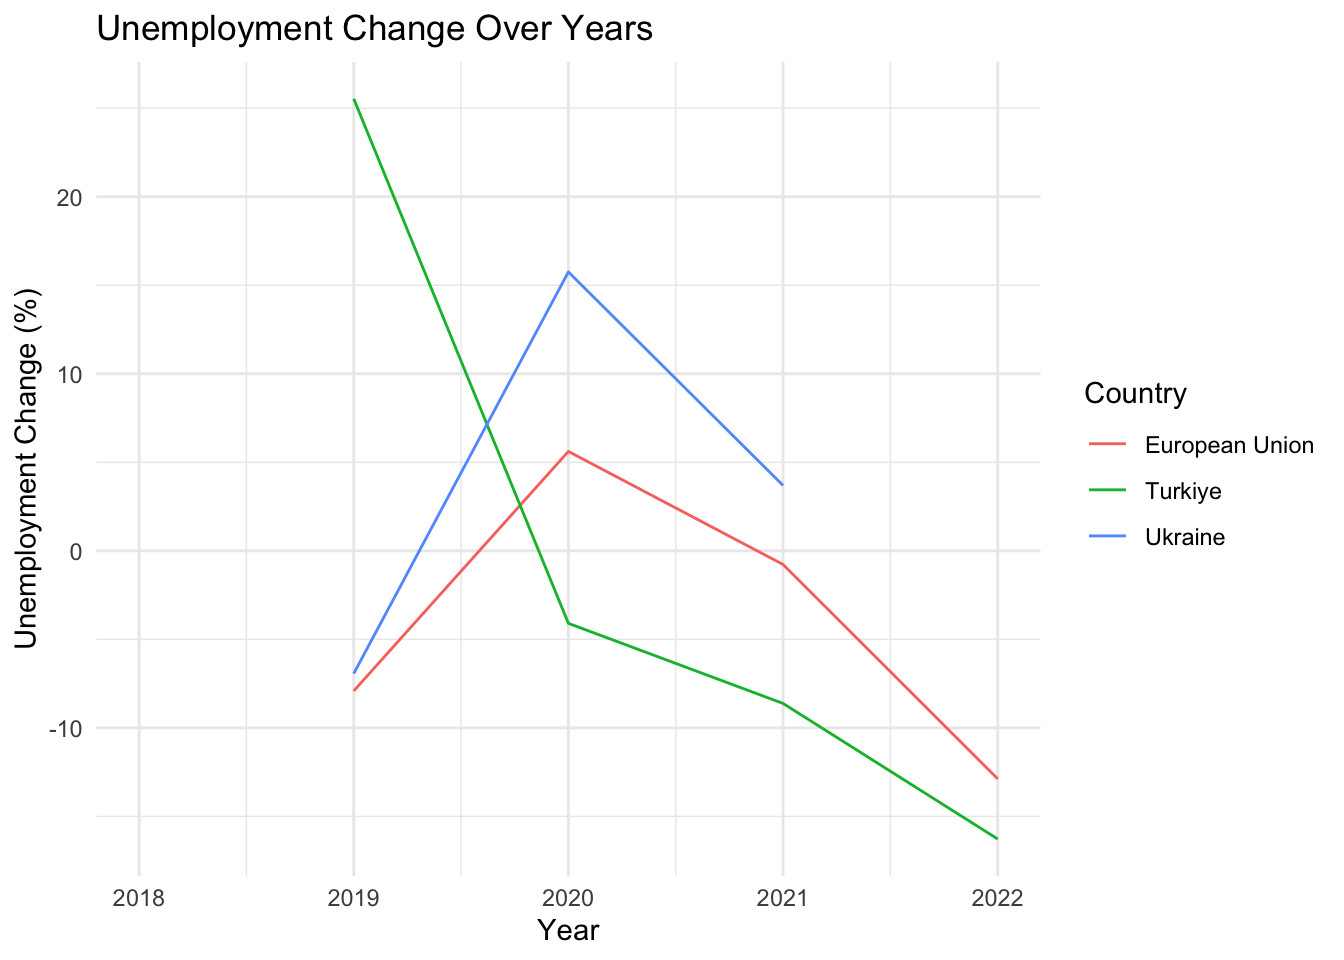 Unemployment Change Over Years
Unemployment Change (%)
20
10
0
-10
2018 2019 2020 2021 2022
Year
Country
European Union
Turkiye
Ukraine